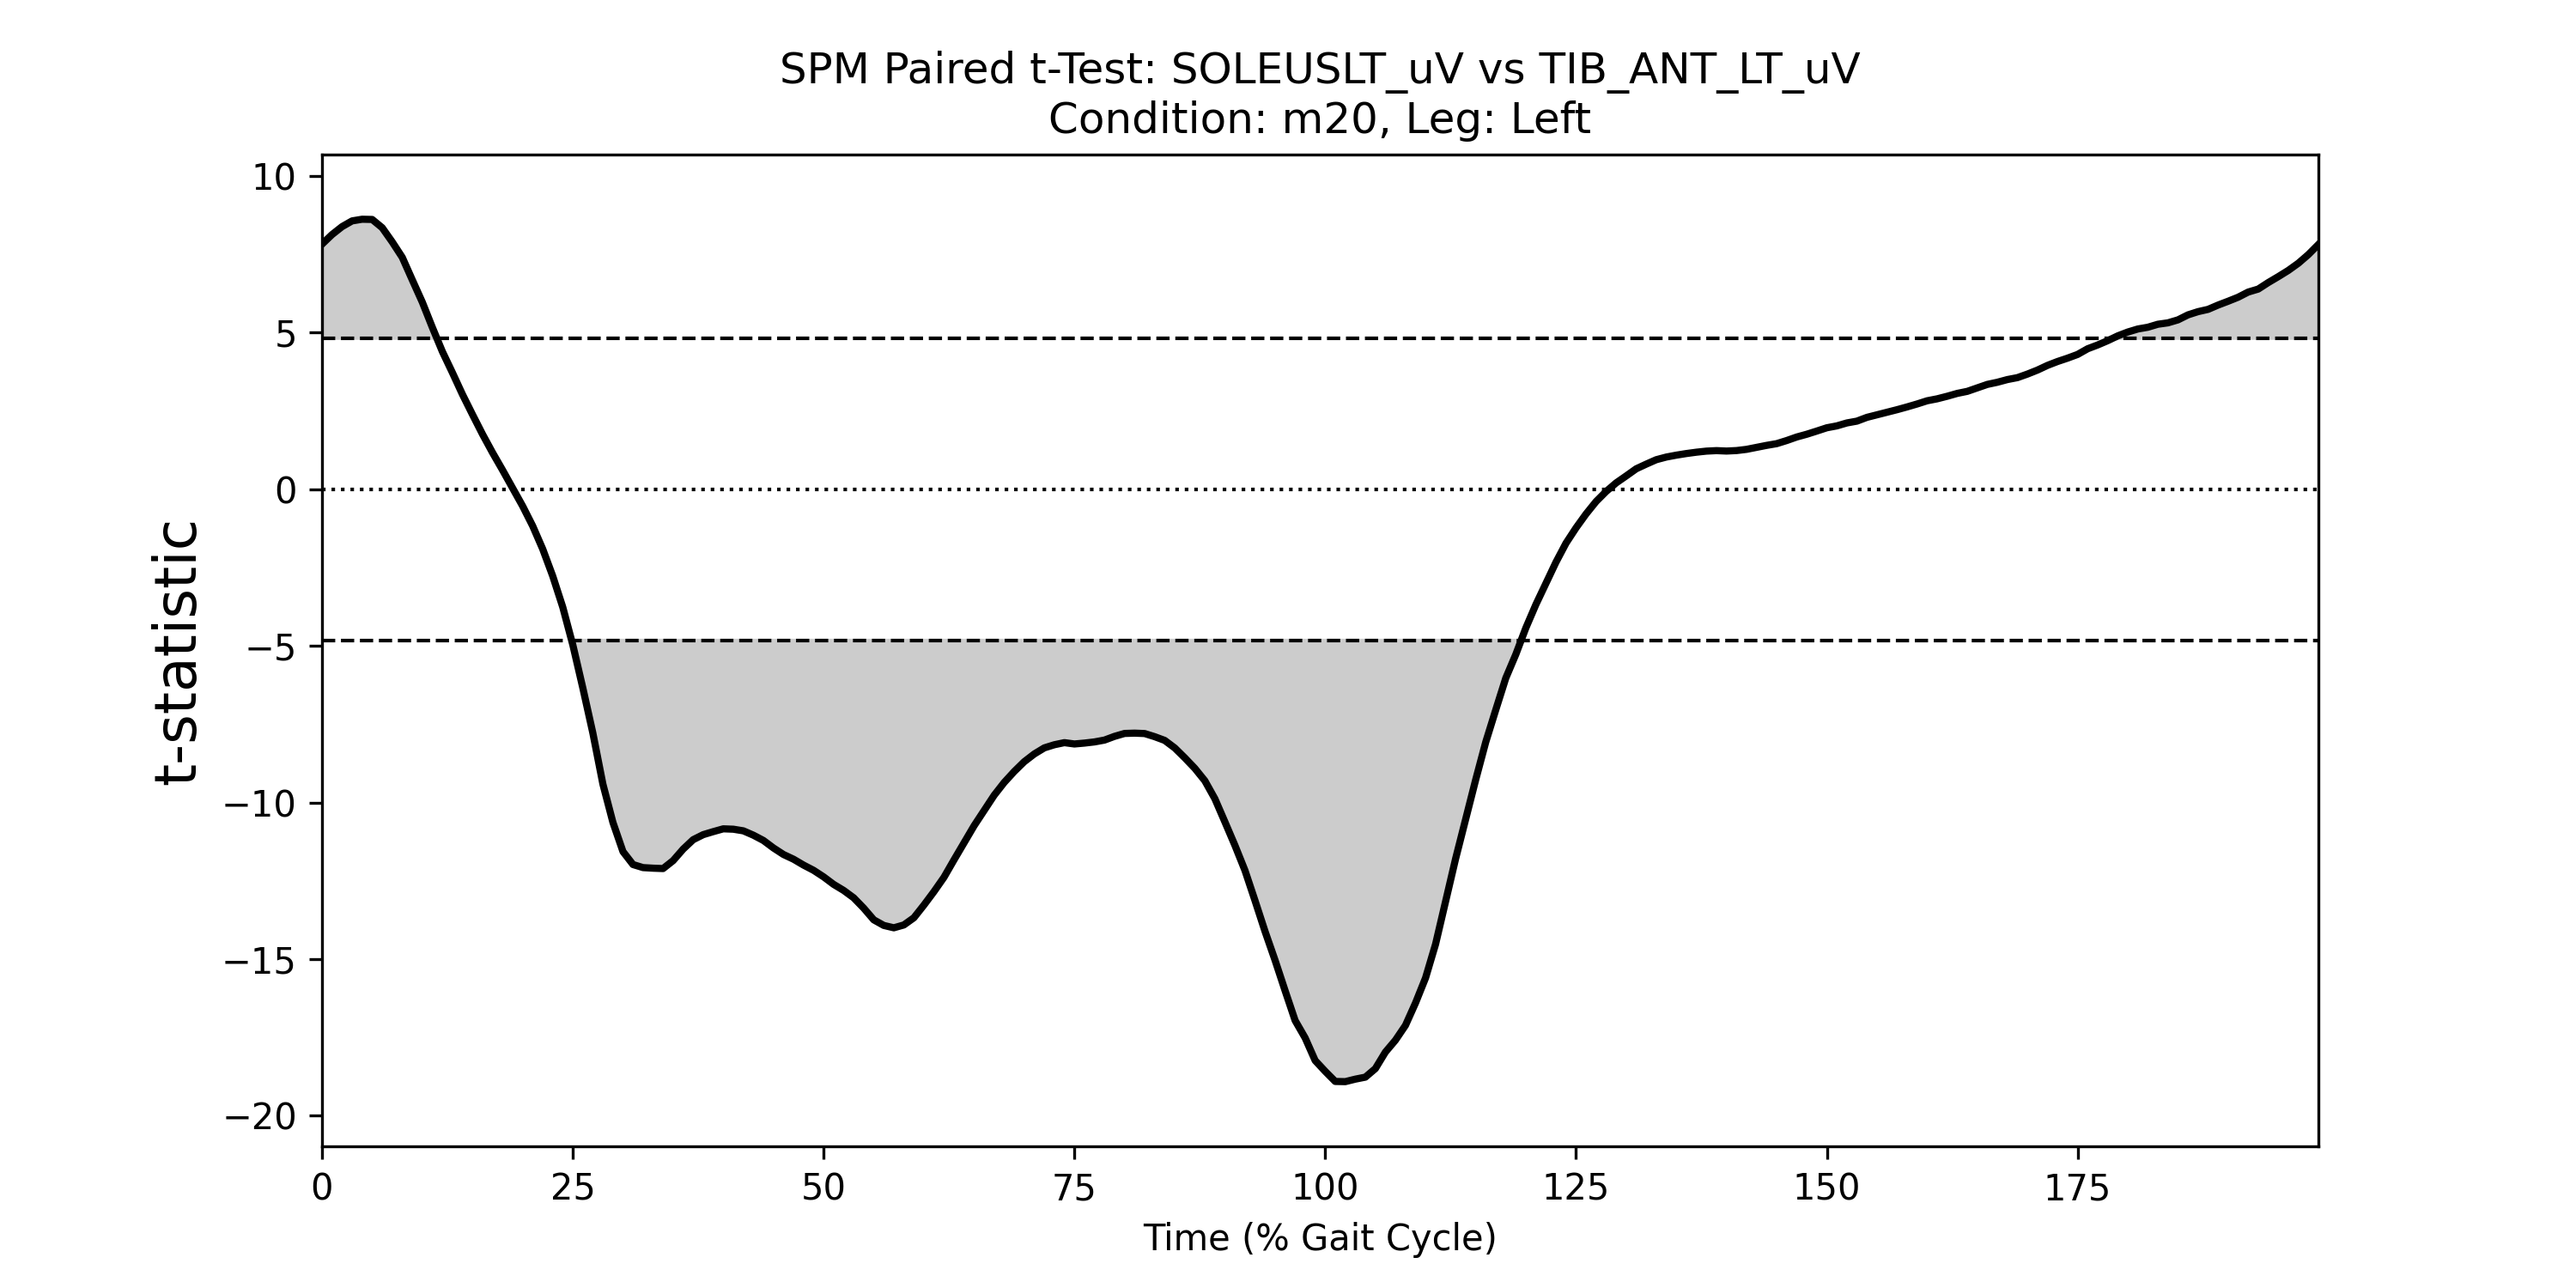 SPM Paired t-Test: SOLEUSLT_uV vs TIB_ANT_LT_uV
Condition: m20, Leg: Left
t-statistic
10
5
0
−5
−10
−15
−20
0 25 50 75 100 125 150 175
Time (% Gait Cycle)